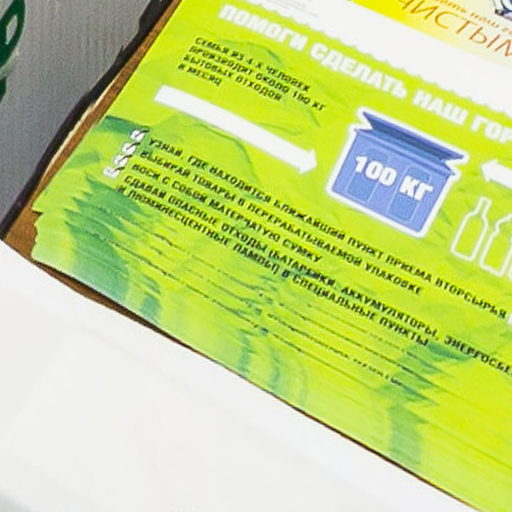 ЧИСТЫМ
ПОМОГИ СДЕЛАТЬ НАШ ГОР
СЕМЬЯ ИЗ 4-Х ЧЕЛОВЕК
ПРОИЗВОДИТ ОКОЛО 100 КГ
БЫТОВЫХ ОТХОДОВ
В МЕСЯЦ
100 КГ
УЗНАЙ, ГДЕ НАХОДИТСЯ БЛИЖАЙШИЙ ПУНКТ ПРИЕМА ВТОРСЫРЬЯ
ВЫБИРАЙ ТОВАРЫ В ПЕРЕРАБАТЫВАЕМОЙ УПАКОВКЕ
НОСИ С СОБОЙ МАТЕРЧАТУЮ СУМКУ
СДАВАЙ ОПАСНЫЕ ОТХОДЫ (БАТАРЕЙКИ, АККУМУЛЯТОРЫ, ЭНЕРГОСБЕ
И ЛЮМИНЕСЦЕНТНЫЕ ЛАМПЫ) В СПЕЦИАЛЬНЫЕ ПУНКТЫ